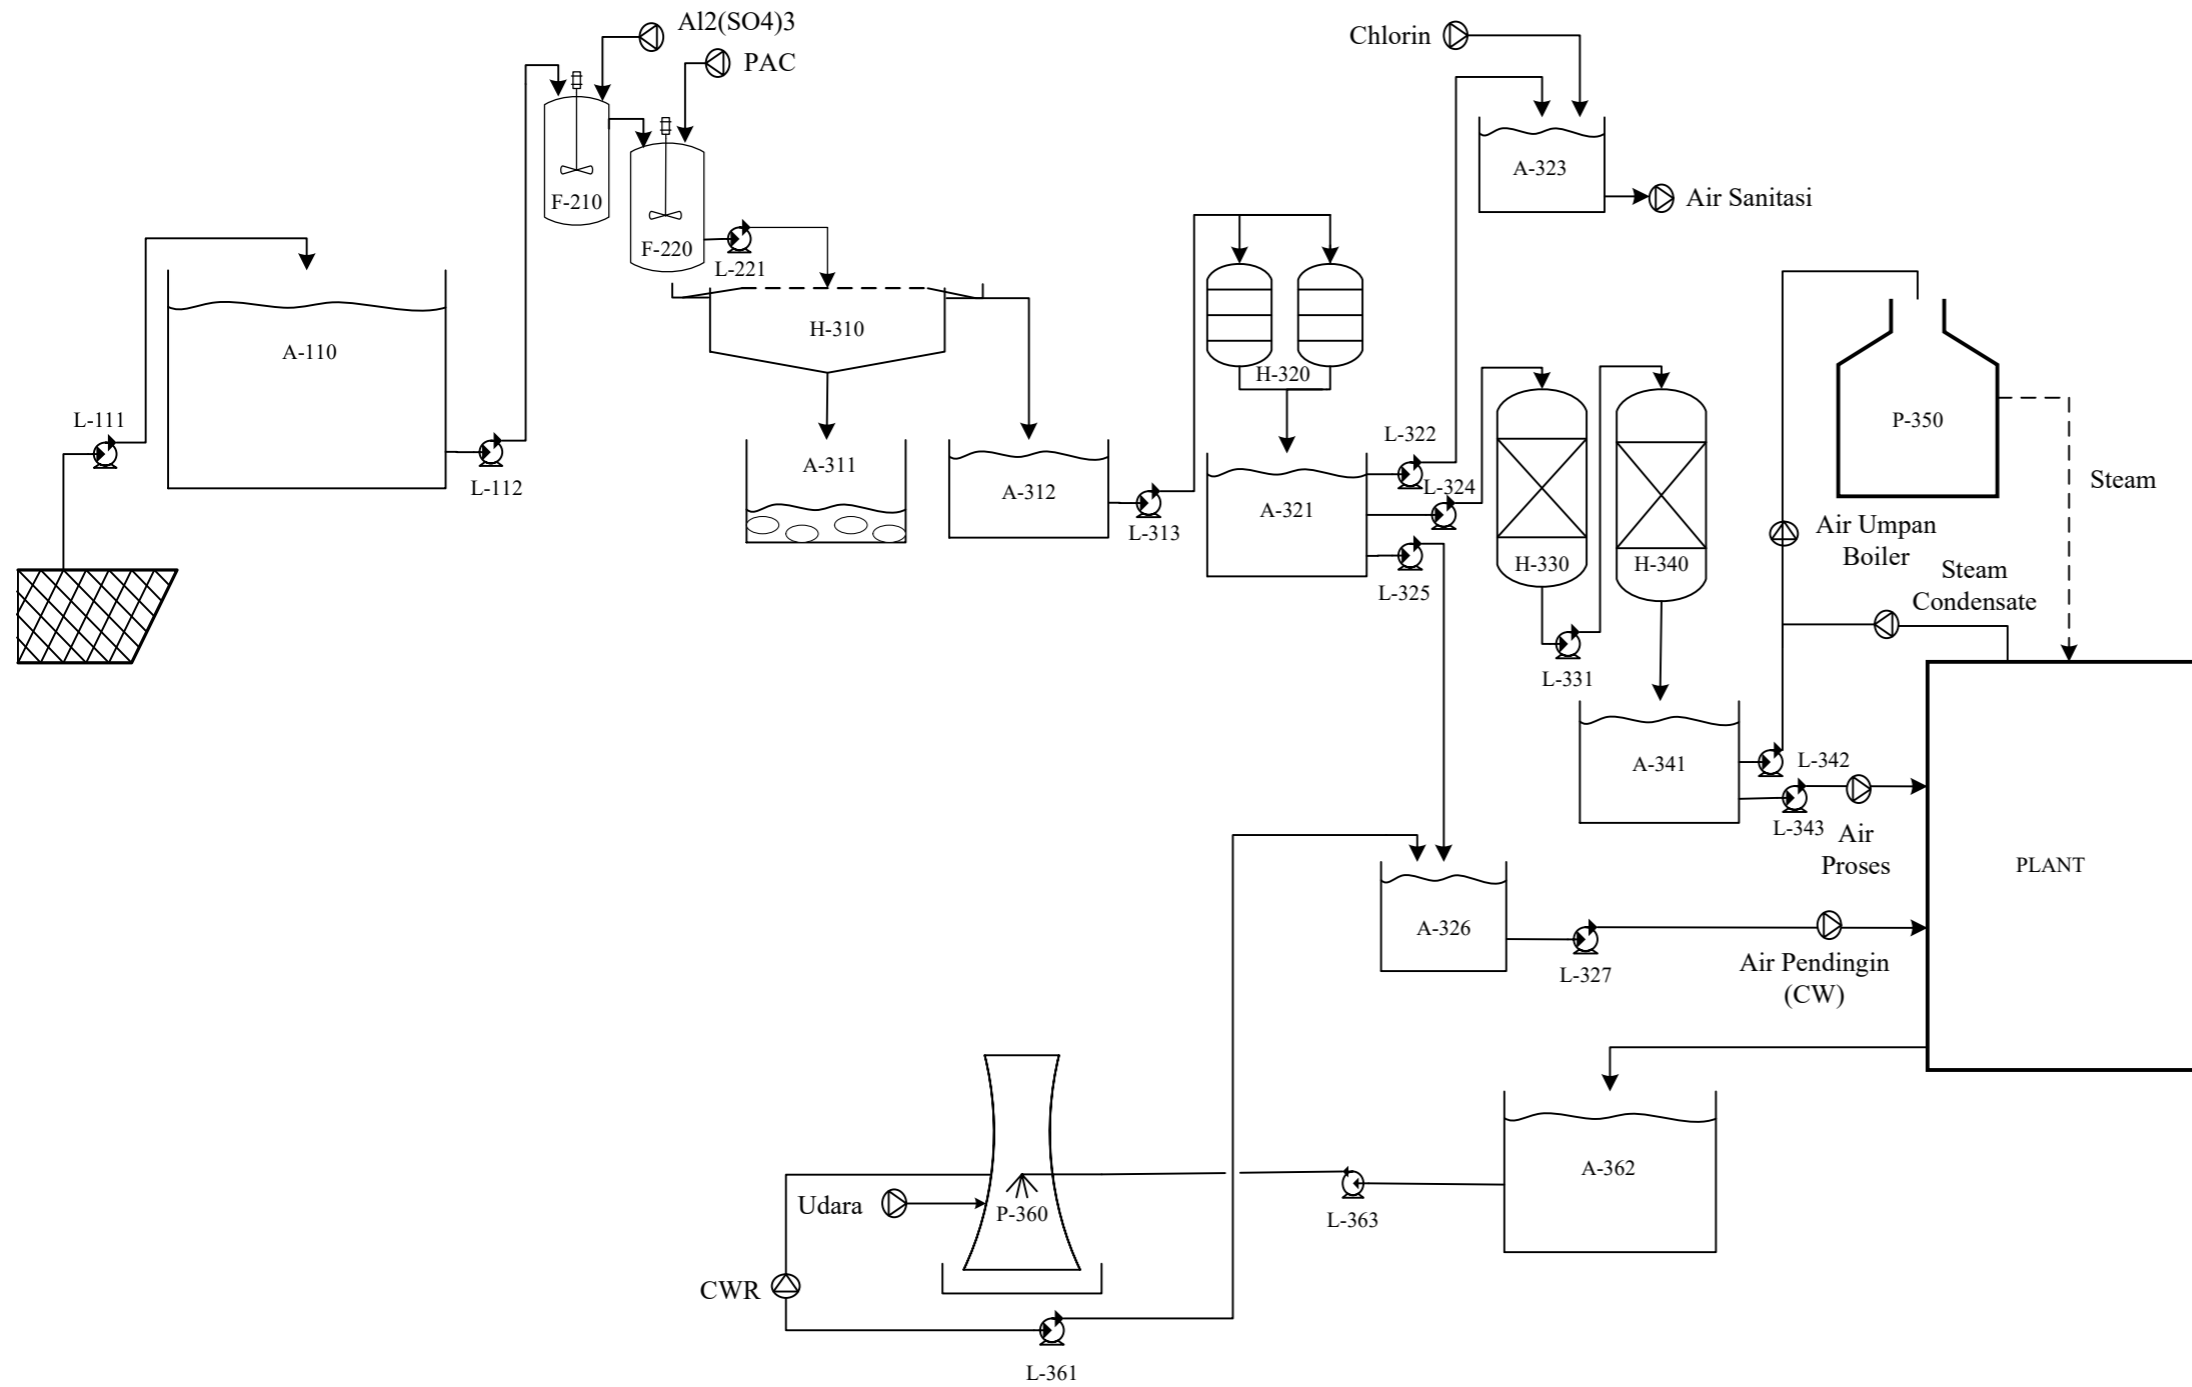 Al2(SO4)3
PAC
Chlorin
F-210
A-323
Air Sanitasi
F-220
L-221
H-310
A-110
H-320
L-111
L-112
A-311
A-312
L-313
A-321
L-322
L-324
L-325
H-330
H-340
P-350
Steam
Air Umpan
Boiler
Steam
Condensate
L-331
A-341
L-342
L-343
Air
Proses
PLANT
A-326
L-327
Air Pendingin
(CW)
A-362
L-363
Udara
P-360
CWR
L-361